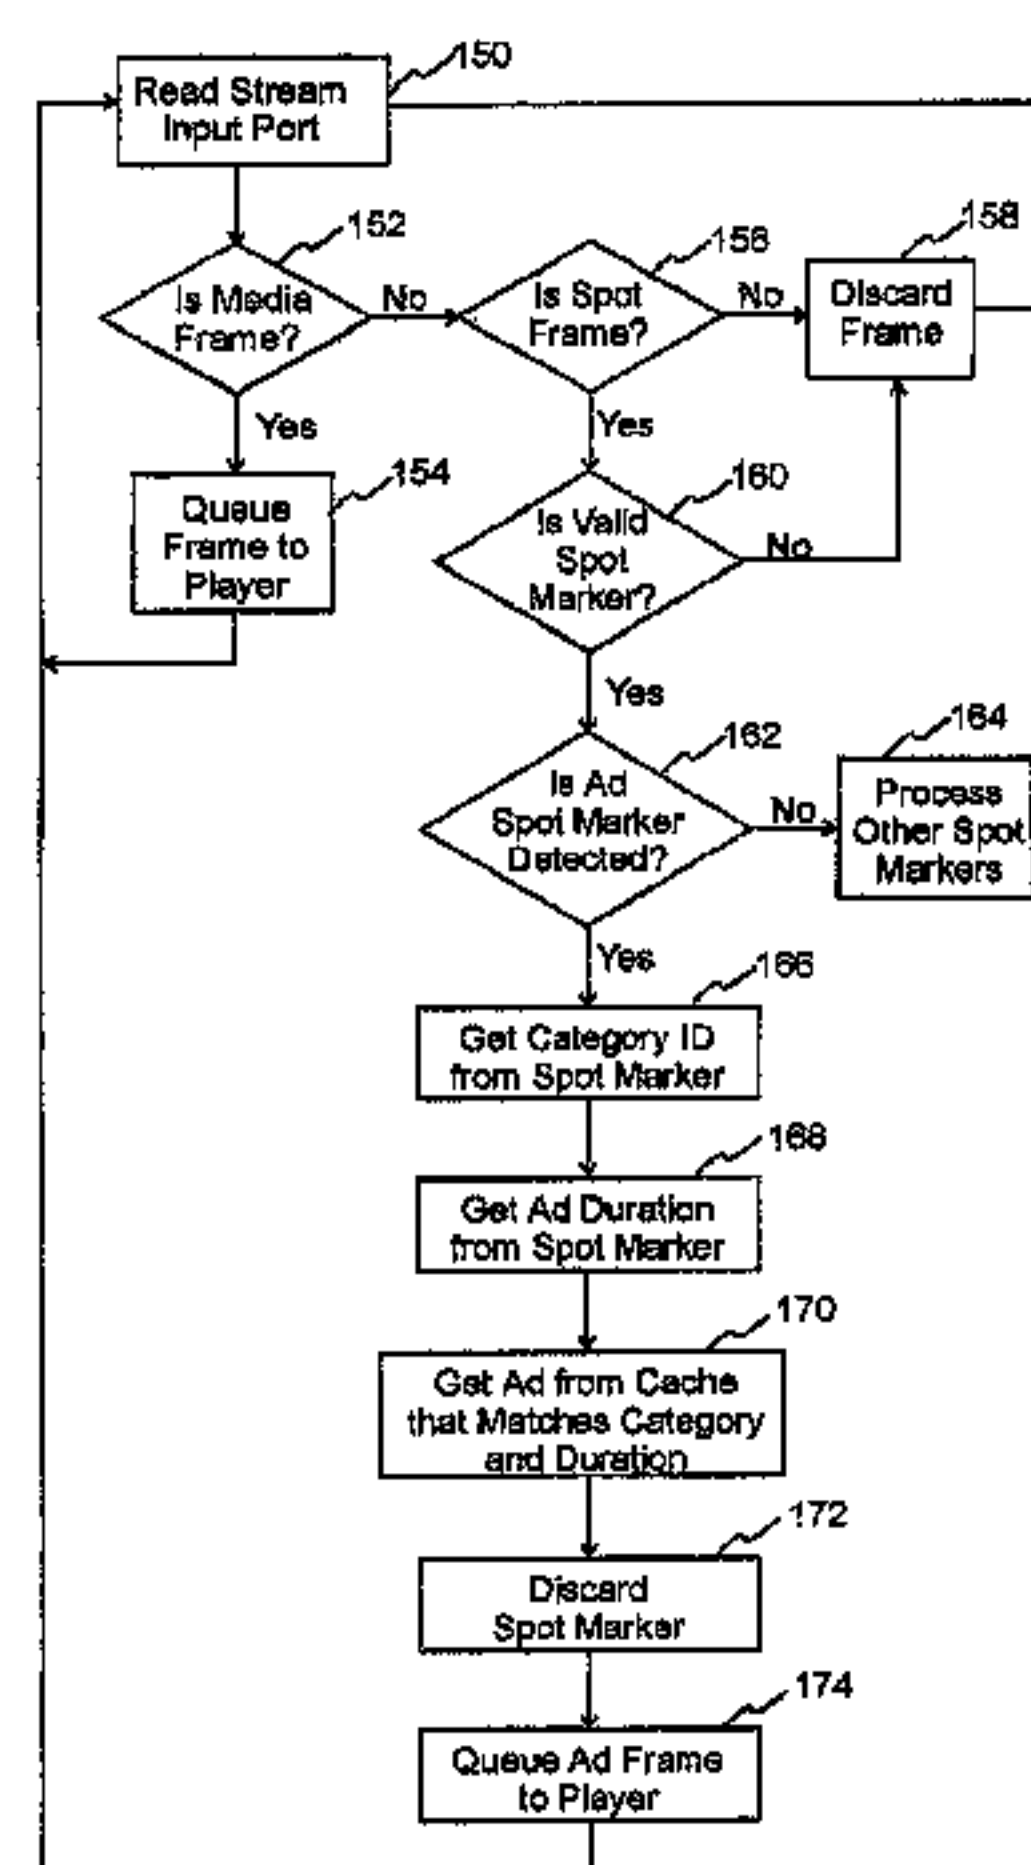 150
Read Stream
Input Port
152
Is Media
Frame?
No
156
Is Spot
Frame?
No
158
Discard
Frame
Yes
Yes
154
Queue
Frame to
Player
160
Is Valid
Spot
Marker?
No
Yes
162
Is Ad
Spot Marker
Detected?
No
164
Process
Other Spot
Markers
Yes
166
Get Category ID
from Spot Marker
168
Get Ad Duration
from Spot Marker
170
Get Ad from Cache
that Matches Category
and Duration
172
Discard
Spot Marker
174
Queue Ad Frame
to Player